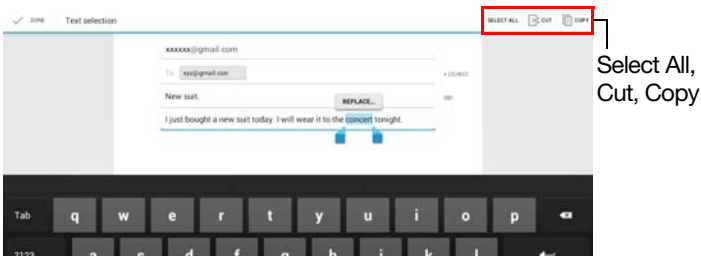 DONE Text selection SELECT ALL CUT COPY
Select All,
Cut, Copy
xxxxxx@gmail.com
To xyz@gmail.com + CC/BCC
New suit.
REPLACE...
I just bought a new suit today. I will wear it to the concert tonight.
Tab q w e r t y u i o p
?123 a s d f g h j k l